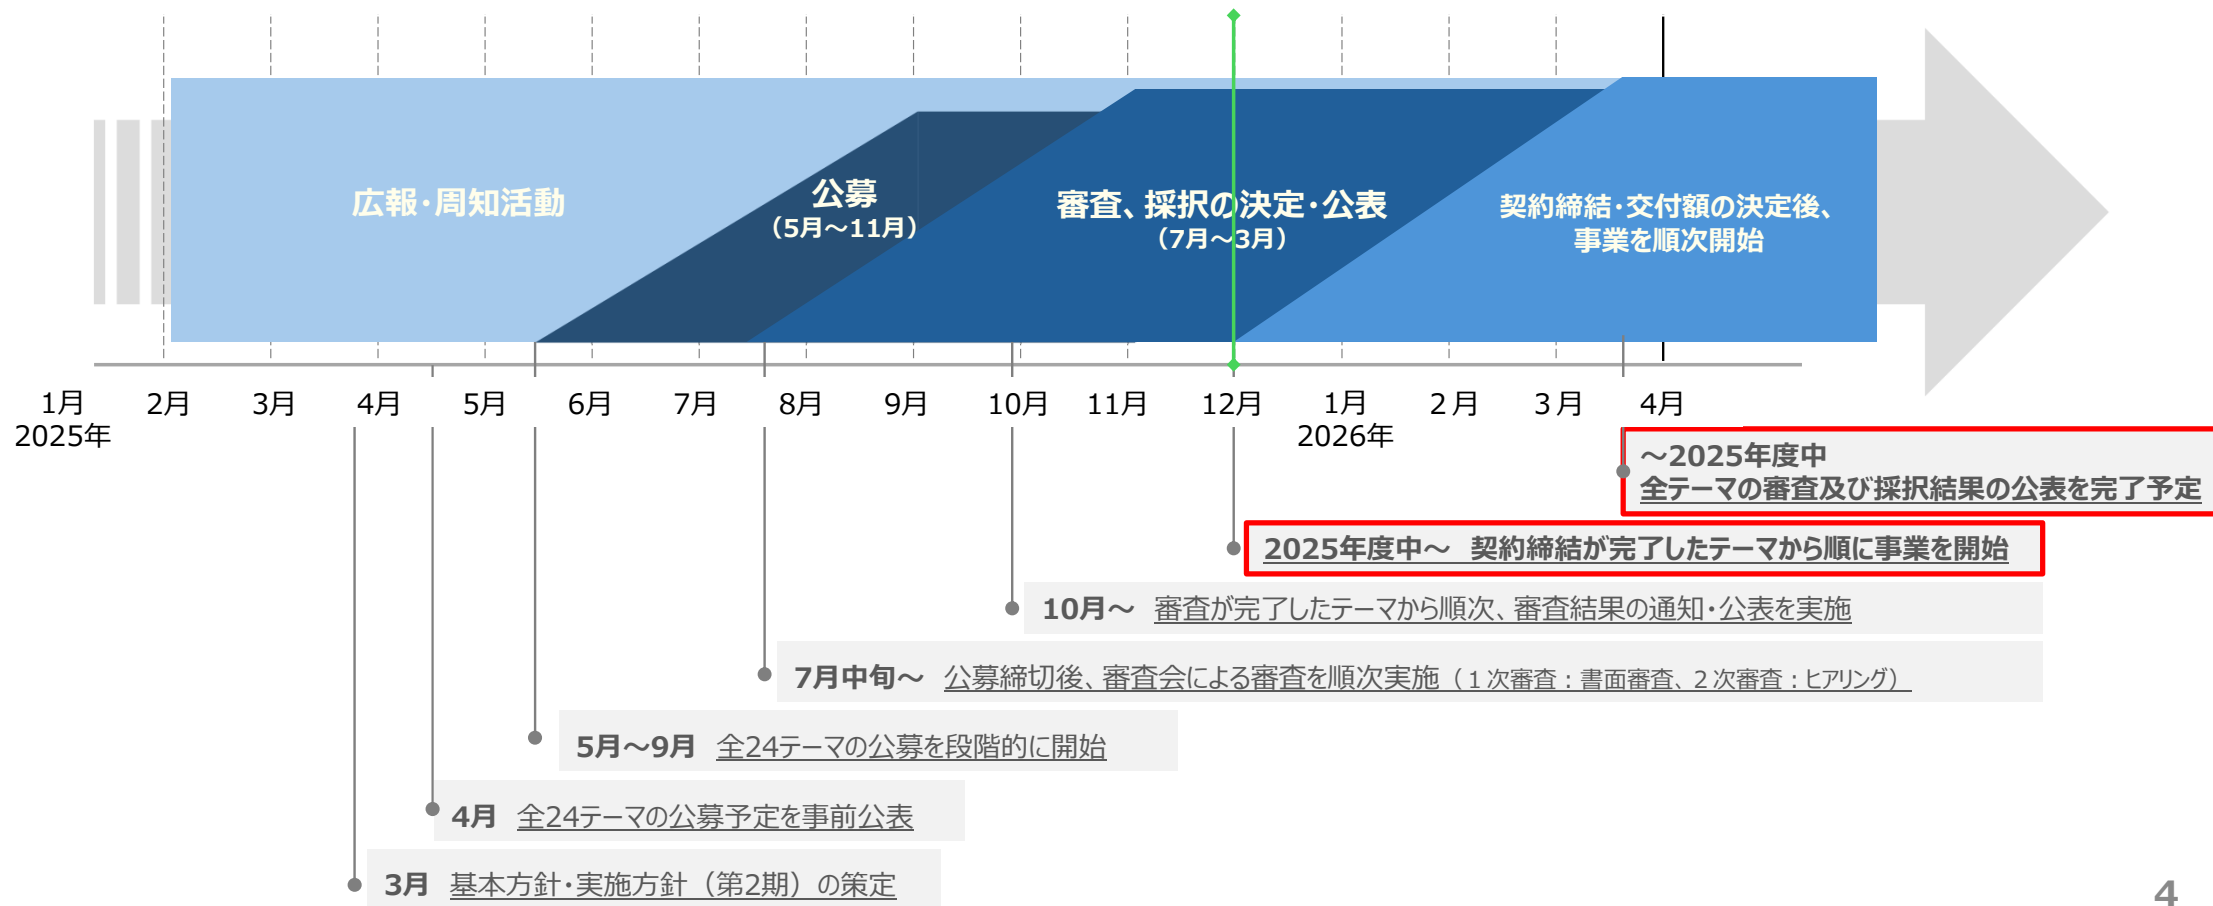 広報・周知活動
公募
（5月～11月）
審査、採択の決定・公表
（7月～3月）
契約締結・交付額の決定後、
事業を順次開始
1月 2月 3月 4月 5月 6月 7月 8月 9月 10月 11月 12月 1月 2月 3月 4月
2025年 2026年
～2025年度中
全テーマの審査及び採択結果の公表を完了予定
2025年度中～ 契約締結が完了したテーマから順に事業を開始
10月～ 審査が完了したテーマから順次、審査結果の通知・公表を実施
7月中旬～ 公募締切後、審査会による審査を順次実施（1次審査：書面審査、2次審査：ヒアリング）
5月～9月 全24テーマの公募を段階的に開始
4月 全24テーマの公募予定を事前公表
3月 基本方針・実施方針（第2期）の策定
4